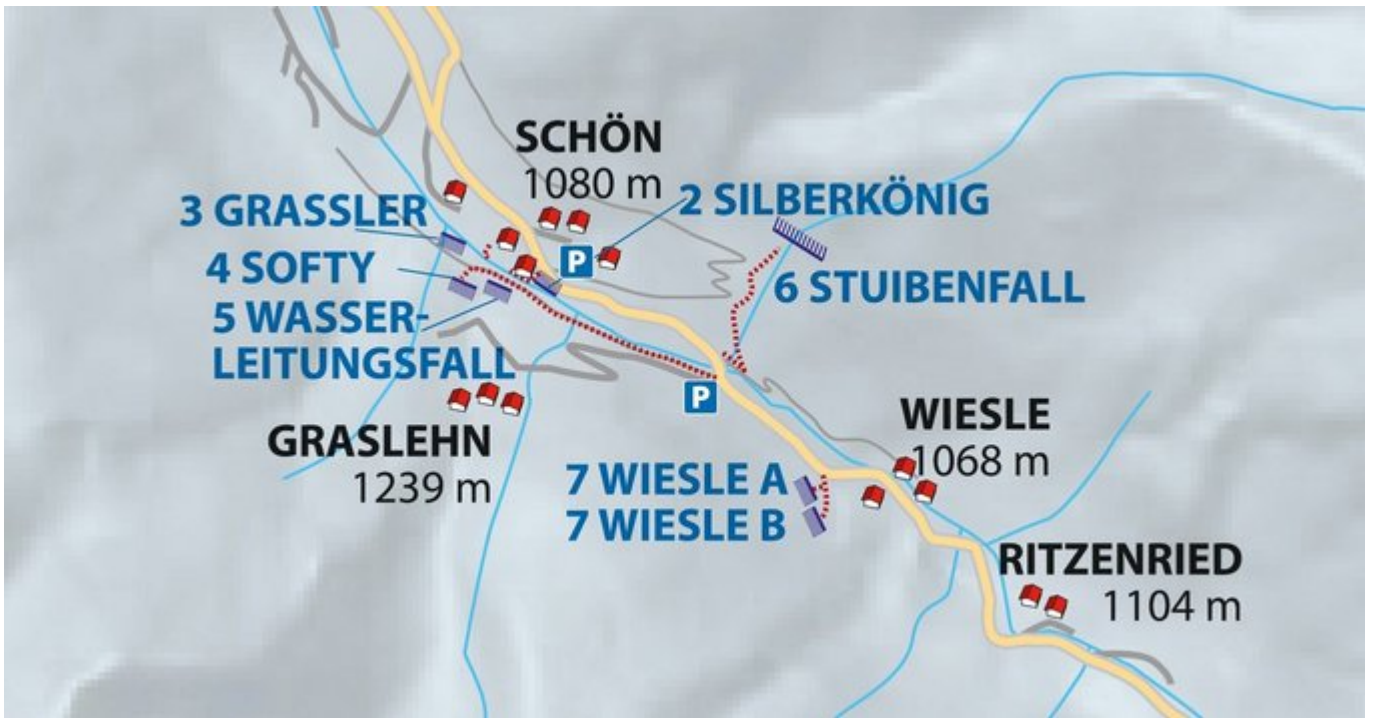 SCHÖN
1080 m
3 GRASSLER
2 SILBERKÖNIG
4 SOFTY
P
6 STUIBENFALL
5 WASSER-
LEITUNGSFALL
P
GRASLEHN
1239 m
WIESLE
1068 m
7 WIESLE A
7 WIESLE B
RITZENRIED
1104 m